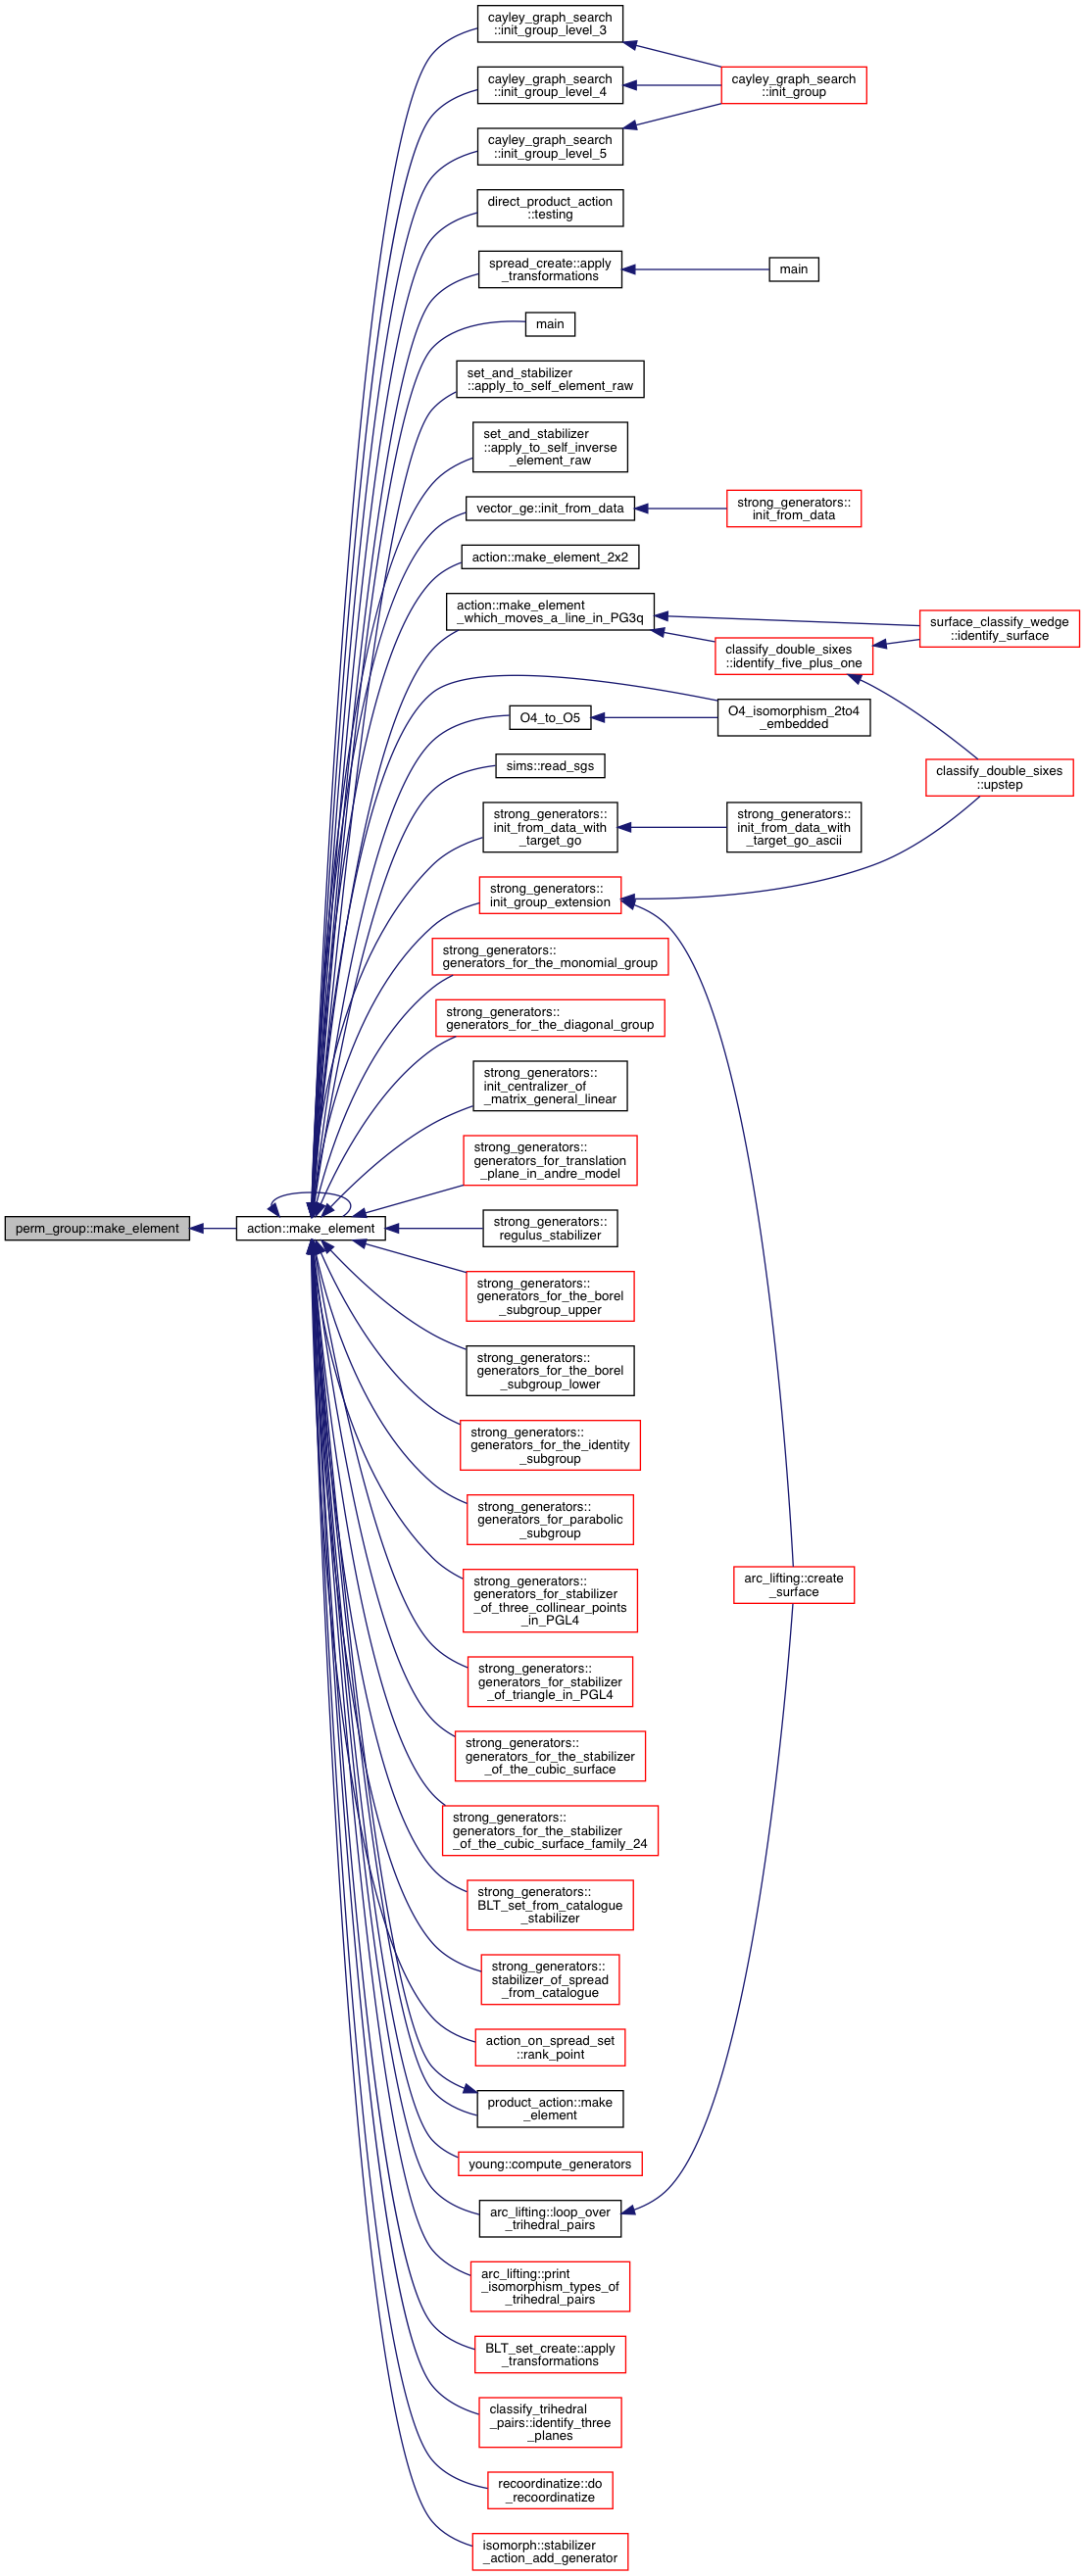 cayley_graph_search
::init_group_level_3
cayley_graph_search
::init_group_level_4
cayley_graph_search
::init_group
cayley_graph_search
::init_group_level_5
direct_product_action
::testing
spread_create::apply
_transformations
main
main
set_and_stabilizer
::apply_to_self_element_raw
set_and_stabilizer
::apply_to_self_inverse
_element_raw
vector_ge::init_from_data
strong_generators::
init_from_data
action::make_element_2x2
action::make_element
_which_moves_a_line_in_PG3q
surface_classify_wedge
::identify_surface
classify_double_sixes
::identify_five_plus_one
O4_to_O5
O4_isomorphism_2to4
_embedded
sims::read_sgs
classify_double_sixes
::upstep
strong_generators::
init_from_data_with
_target_go
strong_generators::
init_from_data_with
_target_go_ascii
strong_generators::
init_group_extension
strong_generators::
generators_for_the_monomial_group
strong_generators::
generators_for_the_diagonal_group
strong_generators::
init_centralizer_of
_matrix_general_linear
strong_generators::
generators_for_translation
_plane_in_andre_model
perm_group::make_element
action::make_element
strong_generators::
regulus_stabilizer
strong_generators::
generators_for_the_borel
_subgroup_upper
strong_generators::
generators_for_the_borel
_subgroup_lower
strong_generators::
generators_for_the_identity
_subgroup
strong_generators::
generators_for_parabolic
_subgroup
strong_generators::
generators_for_stabilizer
_of_three_collinear_points
_in_PGL4
arc_lifting::create
_surface
strong_generators::
generators_for_stabilizer
_of_triangle_in_PGL4
strong_generators::
generators_for_the_stabilizer
_of_the_cubic_surface
strong_generators::
generators_for_the_stabilizer
_of_the_cubic_surface_family_24
strong_generators::
BLT_set_from_catalogue
_stabilizer
strong_generators::
stabilizer_of_spread
_from_catalogue
action_on_spread_set
::rank_point
product_action::make
_element
young::compute_generators
arc_lifting::loop_over
_trihedral_pairs
arc_lifting::print
_isomorphism_types_of
_trihedral_pairs
BLT_set_create::apply
_transformations
classify_trihedral
_pairs::identify_three
_planes
recoordinatize::do
_recoordinatize
isomorph::stabilizer
_action_add_generator